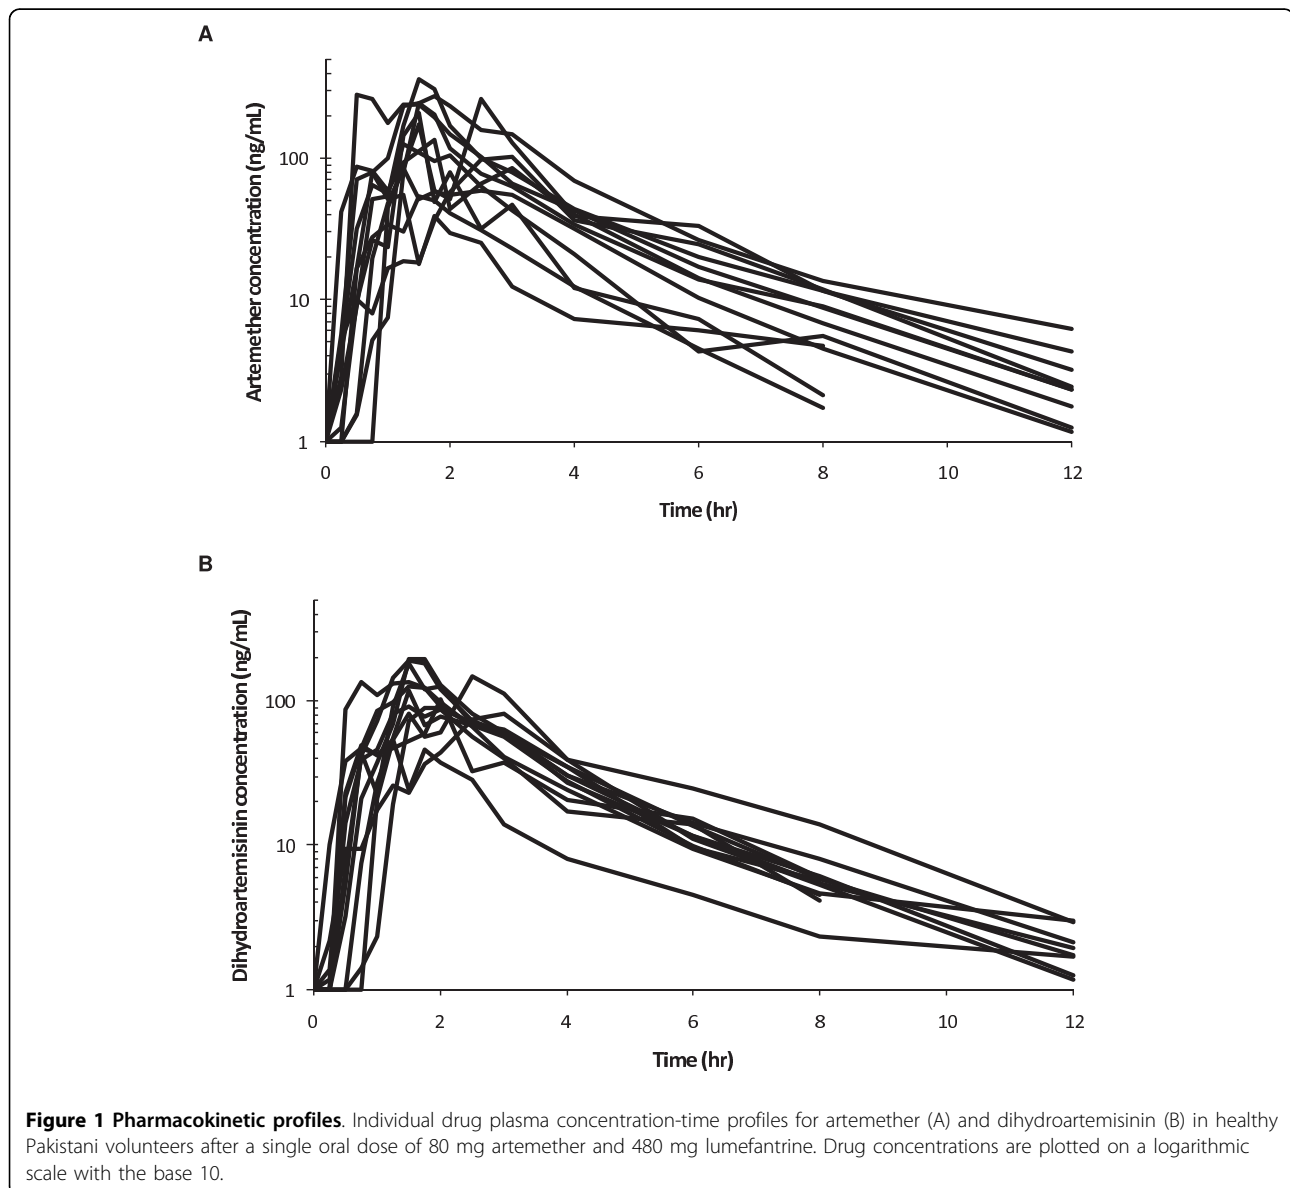 A
Artemether concentration (ng/mL)
100
10
1
0 2 4 6 8 10 12
Time (hr)
B
Dihydroartemisinin concentration (ng/mL)
100
10
1
0 2 4 6 8 10 12
Time (hr)
Figure 1 Pharmacokinetic profiles. Individual drug plasma concentration-time profiles for artemether (A) and dihydroartemisinin (B) in healthy
Pakistani volunteers after a single oral dose of 80 mg artemether and 480 mg lumefantrine. Drug concentrations are plotted on a logarithmic
scale with the base 10.